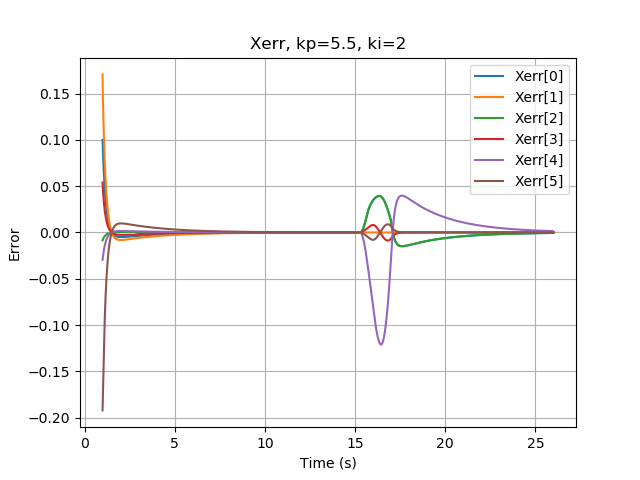 Xerr, kp=5.5, ki=2
Xerr[0]
Xerr[1]
Xerr[2]
Xerr[3]
Xerr[4]
Xerr[5]
0.15
0.10
0.05
0.00
−0.05
−0.10
−0.15
−0.20
Error
0 5 10 15 20 25
Time (s)